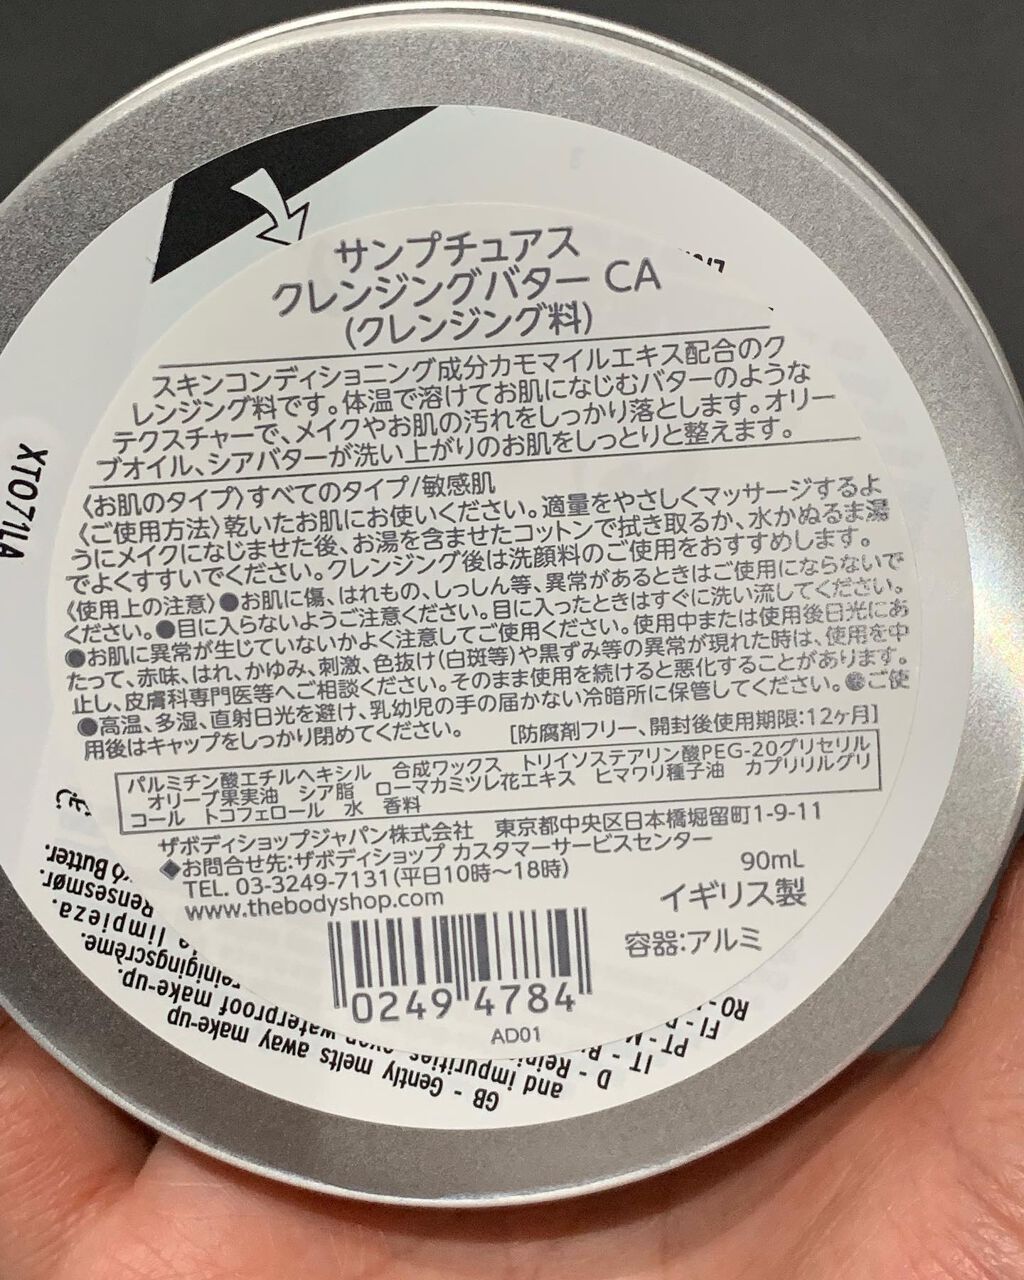 サンプチュアス
クレンジングバター CA
(クレンジング料)
スキンコンディショニング成分カモマイルエキス配合のク
レンジング料です。体温で溶けてお肌になじむバターのような
テクスチャーで、メイクやお肌の汚れをしっかり落とします。オリー
ブオイル、シアバターが洗い上がりのお肌をしっとりと整えます。
〈お肌のタイプ〉すべてのタイプ/敏感肌
〈ご使用方法〉乾いたお肌にお使いください。適量をやさしくマッサージするよ
うにメイクになじませた後、お湯を含ませたコットンで拭き取るか、水かぬるま湯
でよくすすいでください。クレンジング後は洗顔料のご使用をおすすめします。
〈使用上の注意〉●お肌に傷、はれもの、しっしん等、異常があるときはご使用にならないで
ください。●目に入らないようご注意ください。目に入ったときはすぐに洗い流してください。
●お肌に異常が生じていないかよく注意してご使用ください。使用中または使用後日光にあ
たって、赤味、はれ、かゆみ、刺激、色抜け(白斑等)や黒ずみ等の異常が現れた時は、使用を中
止し、皮膚科専門医等へご相談ください。そのまま使用を続けると悪化することがあります。
●高温、多湿、直射日光を避け、乳幼児の手の届かない冷暗所に保管してください。●ご使
用後はキャップをしっかり閉めてください。 [防腐剤フリー、開封後使用期限:12ヶ月]
パルミチン酸エチルヘキシル 合成ワックス トリイソステアリン酸PEG-20グリセリル
オリーブ果実油 シア脂 ローマカミツレ花エキス ヒマワリ種子油 カプリリルグリ
コール トコフェロール 水 香料
ザボディショップジャパン株式会社 東京都中央区日本橋堀留町1-9-11
◆お問合せ先:ザボディショップ カスタマーサービスセンター
TEL. 03-3249-7131(平日10時～18時)
www.thebodyshop.com
90mL
イギリス製
容器:アルミ
0249 4784
AD01
XT071LA
GB - Gently melts away make-up
and impurities even waterproof make-up.
D - Reini
reinigingscrème.
limpieza.
Rensesmør.
Butter.
IT -
PT - M
FI -
RO -